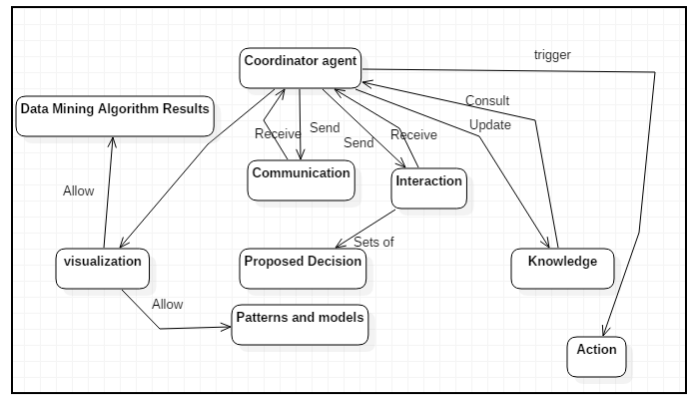 trigger
Coordinator agent
Data Mining Algorithm Results
Consult
Update
Receive
Send
Send
Receive
Communication
Interaction
Allow
Sets of
visualization
Proposed Decision
Knowledge
Allow
Patterns and models
Action